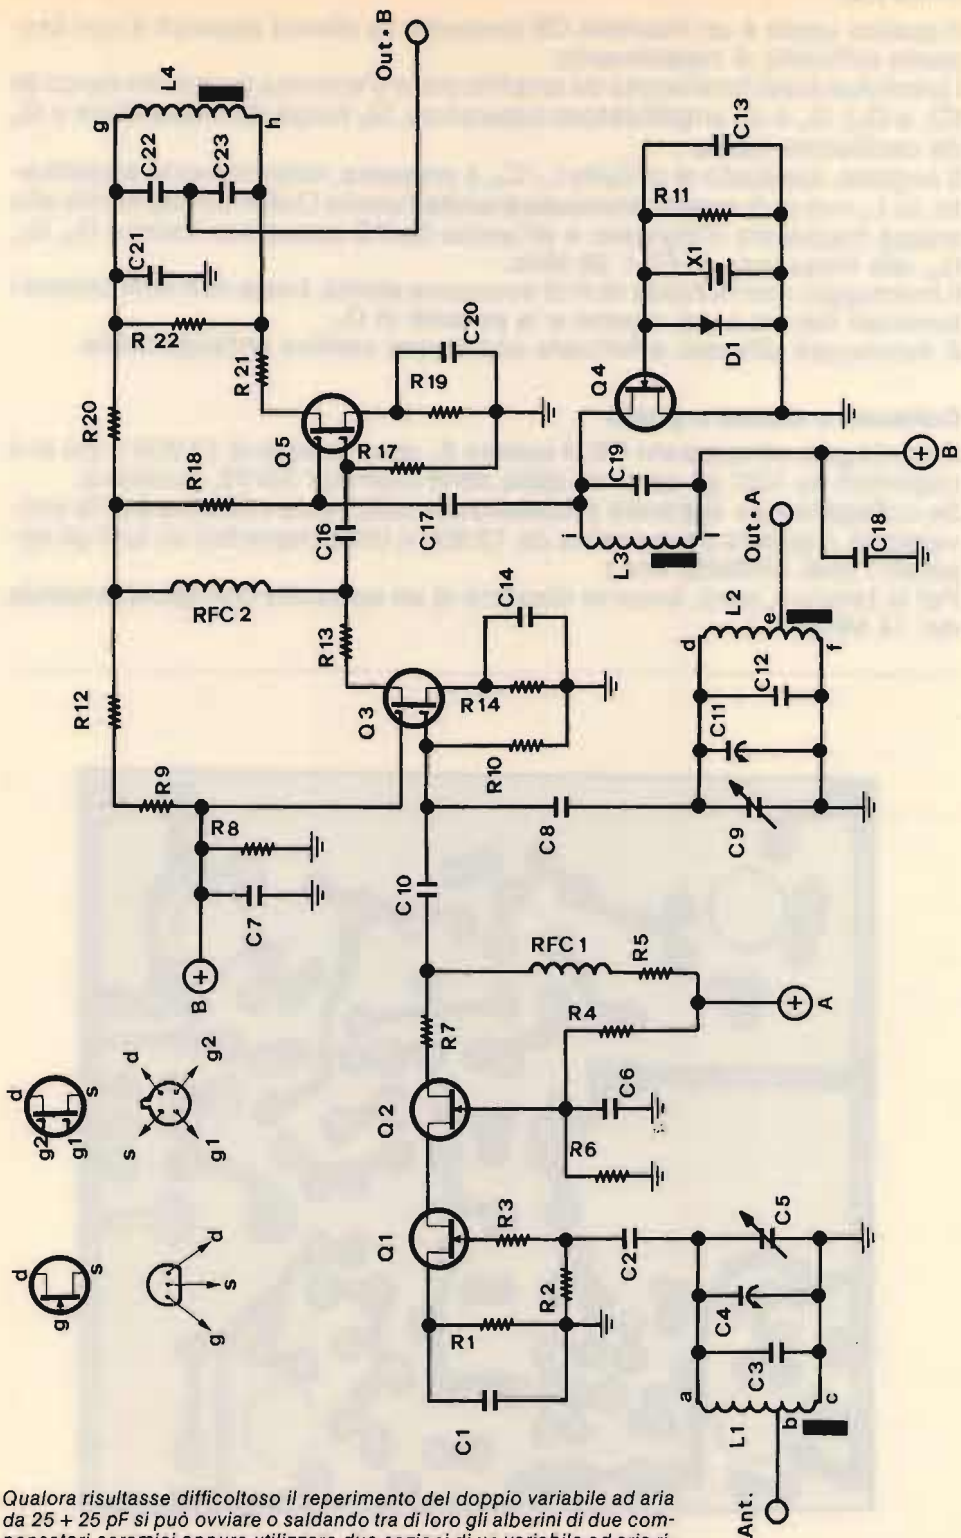 Out • B
L4
g
h
C22
C23
C21
R 22
R20
R 21
R18
Q5
R19
C20
R 17
C16
C17
RFC 2
R13
R12
Q3
R14
C14
R10
R9
R8
C7
B
C13
R 11
X1
D1
Q4
C19
L3
i
l
B
C18
Out • A
L2
d
e
f
C12
C11
C9
C8
C10
RFC 1
R5
R4
A
R7
C6
R6
Q2
Q1
R3
R2
C2
R1
C1
C5
C4
C3
L1
a
b
c
Ant.
d
g2
g1
s
d
g2
s
g1
d
g
s
d
s
g
Qualora risultasse difficoltoso il reperimento del doppio variabile ad aria
da 25 + 25 pF si può ovviare o saldando tra di loro gli alberini di due com-